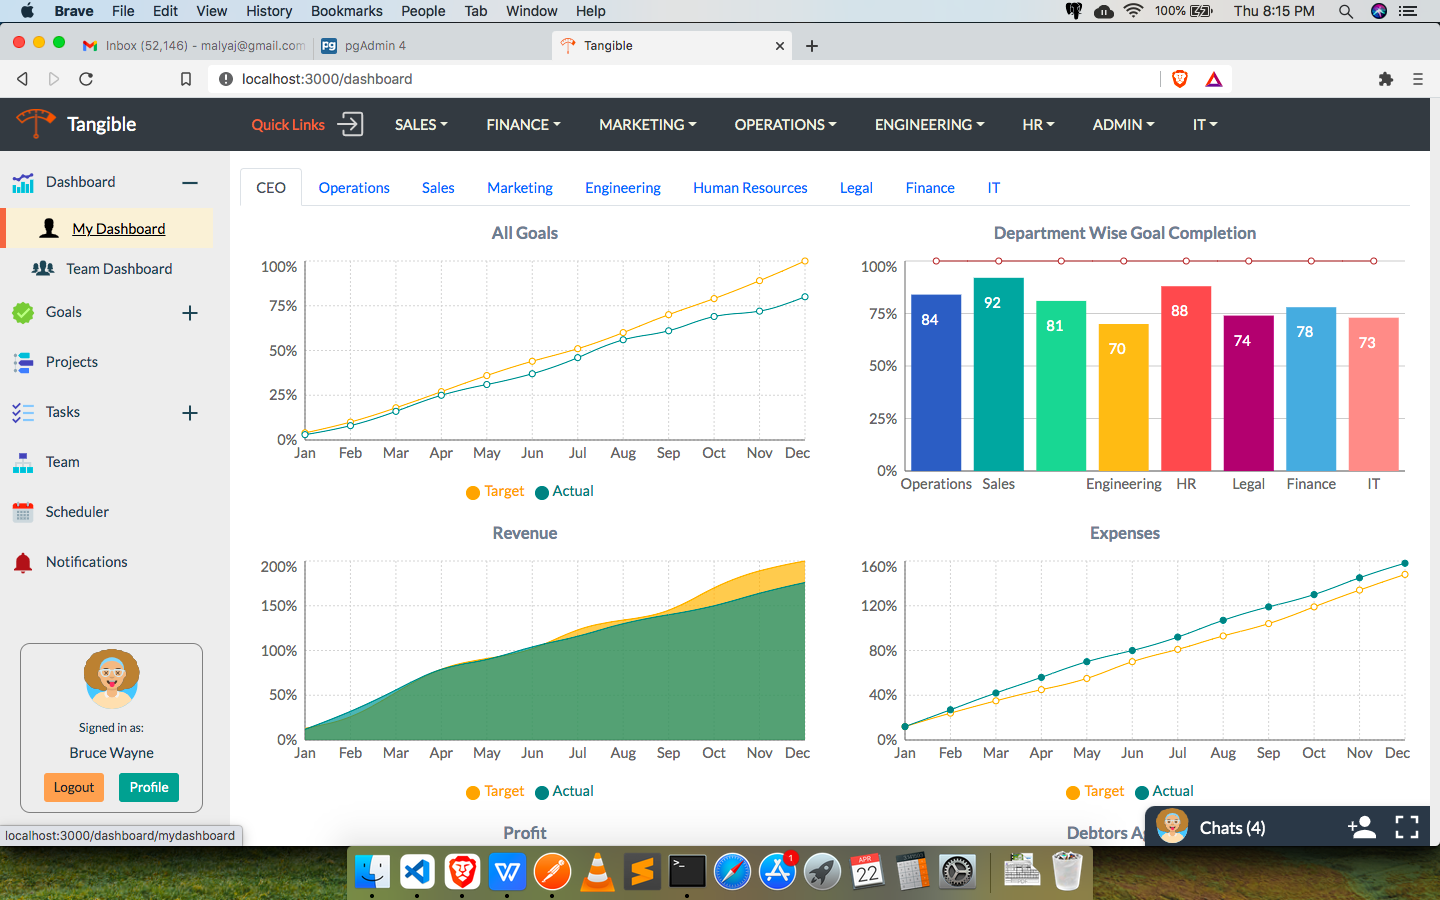 Brave File Edit View History Bookmarks People Tab Window Help 100% Thu 8:15 PM
Inbox (52,146) - malyaj@gmail.com pgAdmin 4 Tangible
localhost:3000/dashboard
Tangible Quick Links SALES FINANCE MARKETING OPERATIONS ENGINEERING HR ADMIN IT
Dashboard
My Dashboard
Team Dashboard
Goals
Projects
Tasks
Team
Scheduler
Notifications
Signed in as:
Bruce Wayne
Logout Profile
localhost:3000/dashboard/mydashboard
CEO Operations Sales Marketing Engineering Human Resources Legal Finance IT
All Goals
100%
75%
50%
25%
0%
Jan Feb Mar Apr May Jun Jul Aug Sep Oct Nov Dec
Target Actual
Department Wise Goal Completion
100%
75%
50%
25%
0%
84 92 81 70 88 74 78 73
Operations Sales Engineering HR Legal Finance IT
Revenue
200%
150%
100%
50%
0%
Jan Feb Mar Apr May Jun Jul Aug Sep Oct Nov Dec
Target Actual
Expenses
160%
120%
80%
40%
0%
Jan Feb Mar Apr May Jun Jul Aug Sep Oct Nov Dec
Target Actual
Profit
Debtors
Chats (4)
1
APR
22